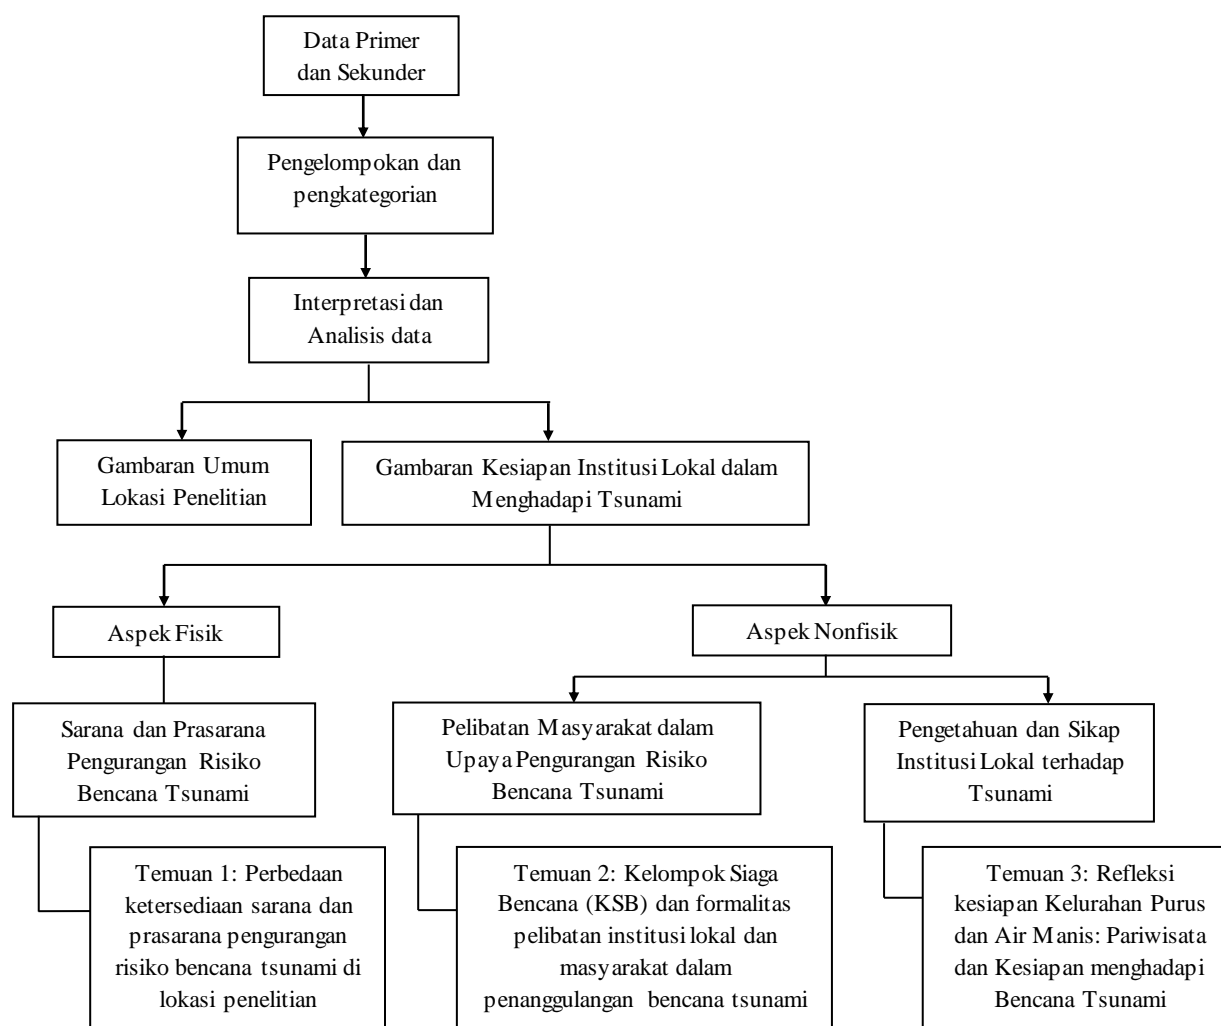 Data Primer
dan Sekunder
Pengelompokan dan
pengkategorian
Interpretasi dan
Analisis data
Gambaran Umum
Lokasi Penelitian
Gambaran Kesiapan Institusi Lokal dalam
Menghadapi Tsunami
Aspek Fisik
Aspek Nonfisik
Sarana dan Prasarana
Pengurangan Risiko
Bencana Tsunami
Pelibatan Masyarakat dalam
Upaya Pengurangan Risiko
Bencana Tsunami
Pengetahuan dan Sikap
Institusi Lokal terhadap
Tsunami
Temuan 1: Perbedaan
ketersediaan sarana dan
prasarana pengurangan
risiko bencana tsunami di
lokasi penelitian
Temuan 2: Kelompok Siaga
Bencana (KSB) dan formalitas
pelibatan institusi lokal dan
masyarakat dalam
penanggulangan bencana tsunami
Temuan 3: Refleksi
kesiapan Kelurahan Purus
dan Air Manis: Pariwisata
dan Kesiapan menghadapi
Bencana Tsunami